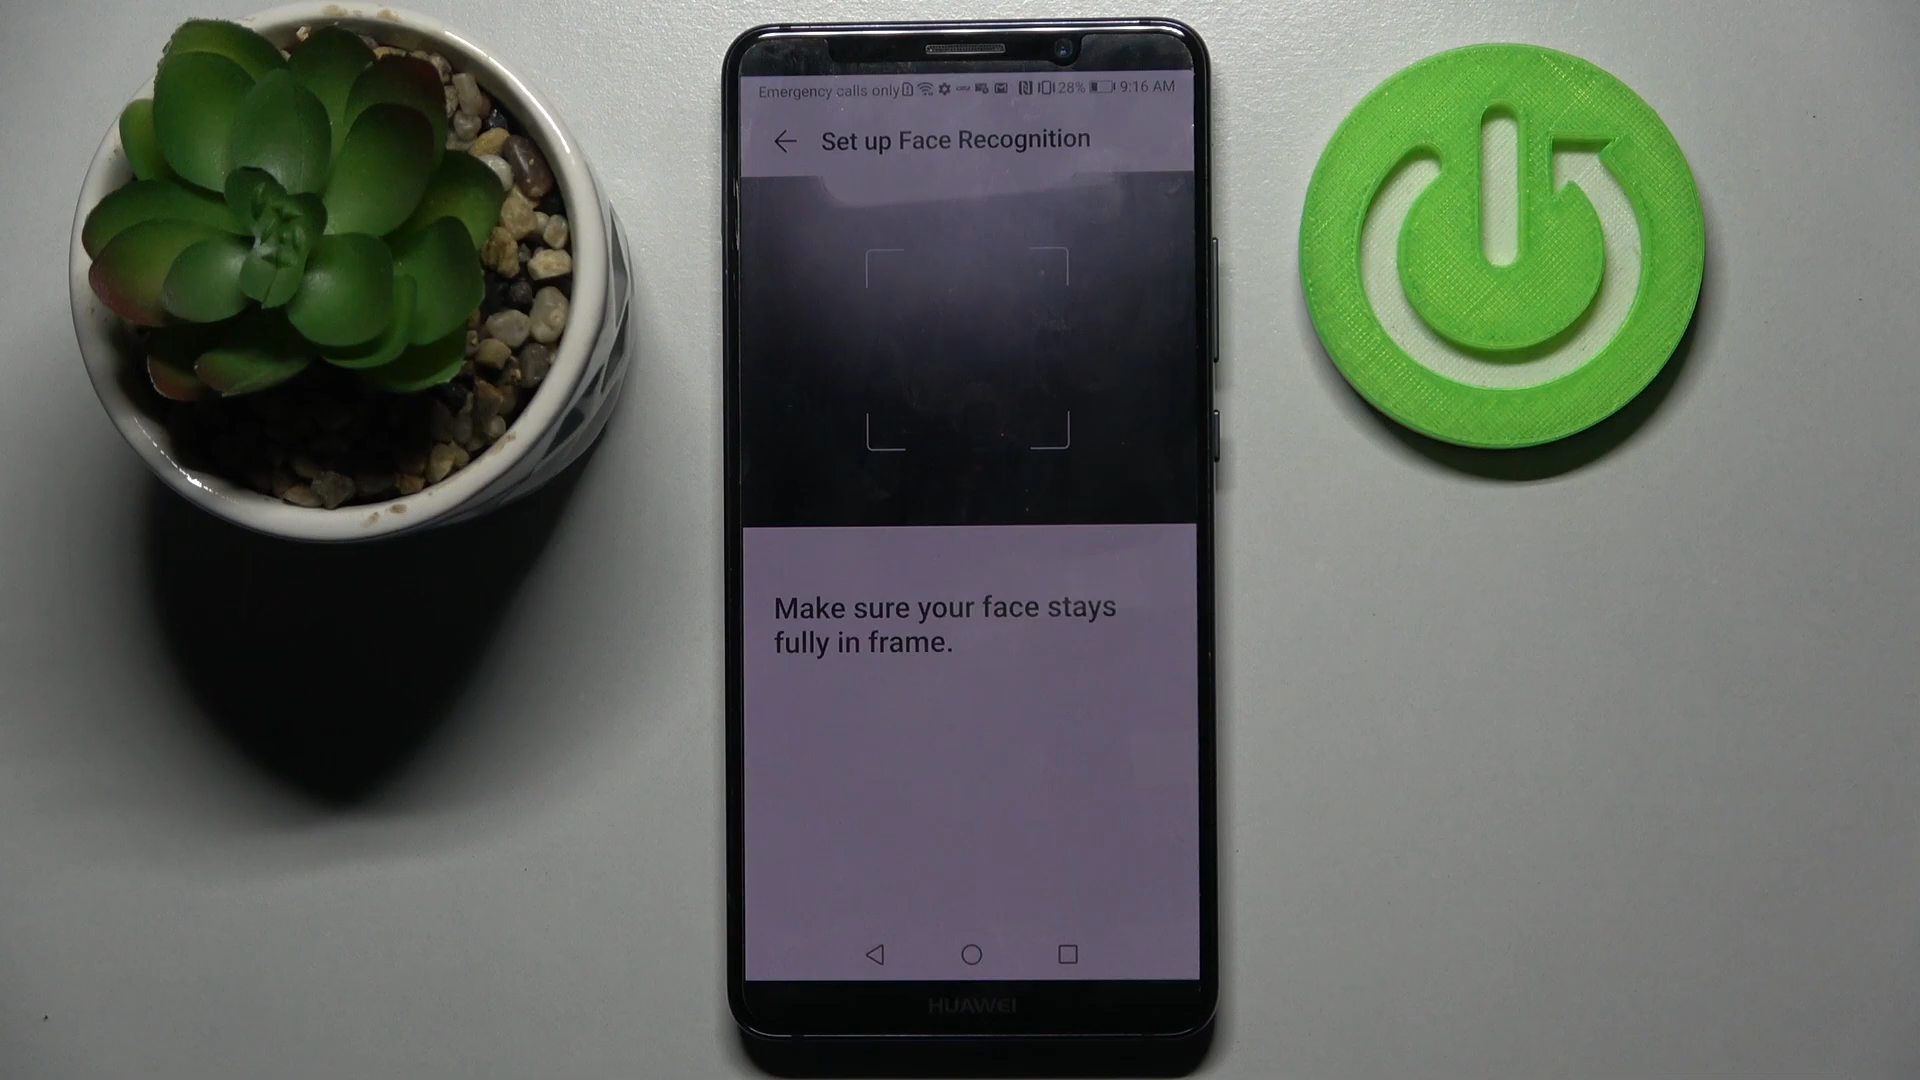 Emergency calls only 28% 9:16 AM
Set up Face Recognition
Make sure your face stays
fully in frame.
HUAWEI